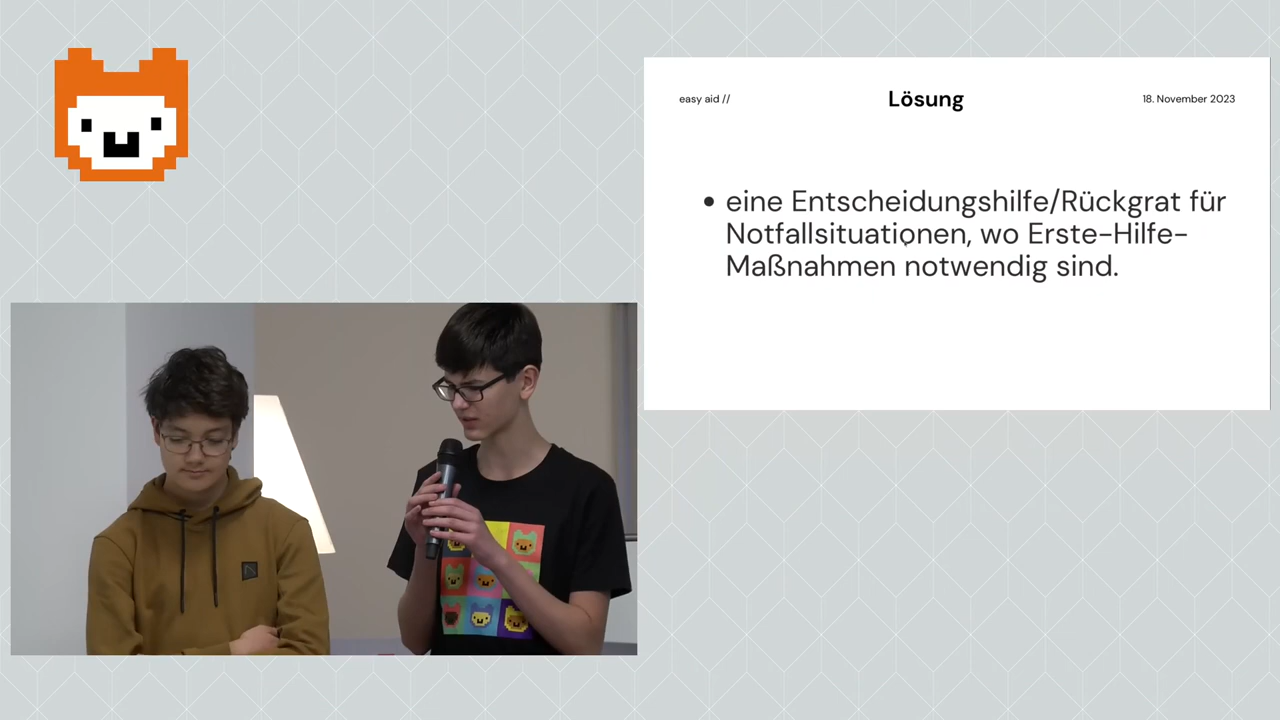 easy aid //
Lösung
18. November 2023
• eine Entscheidungshilfe/Rückgrat für
Notfallsituationen, wo Erste-Hilfe-
Maßnahmen notwendig sind.